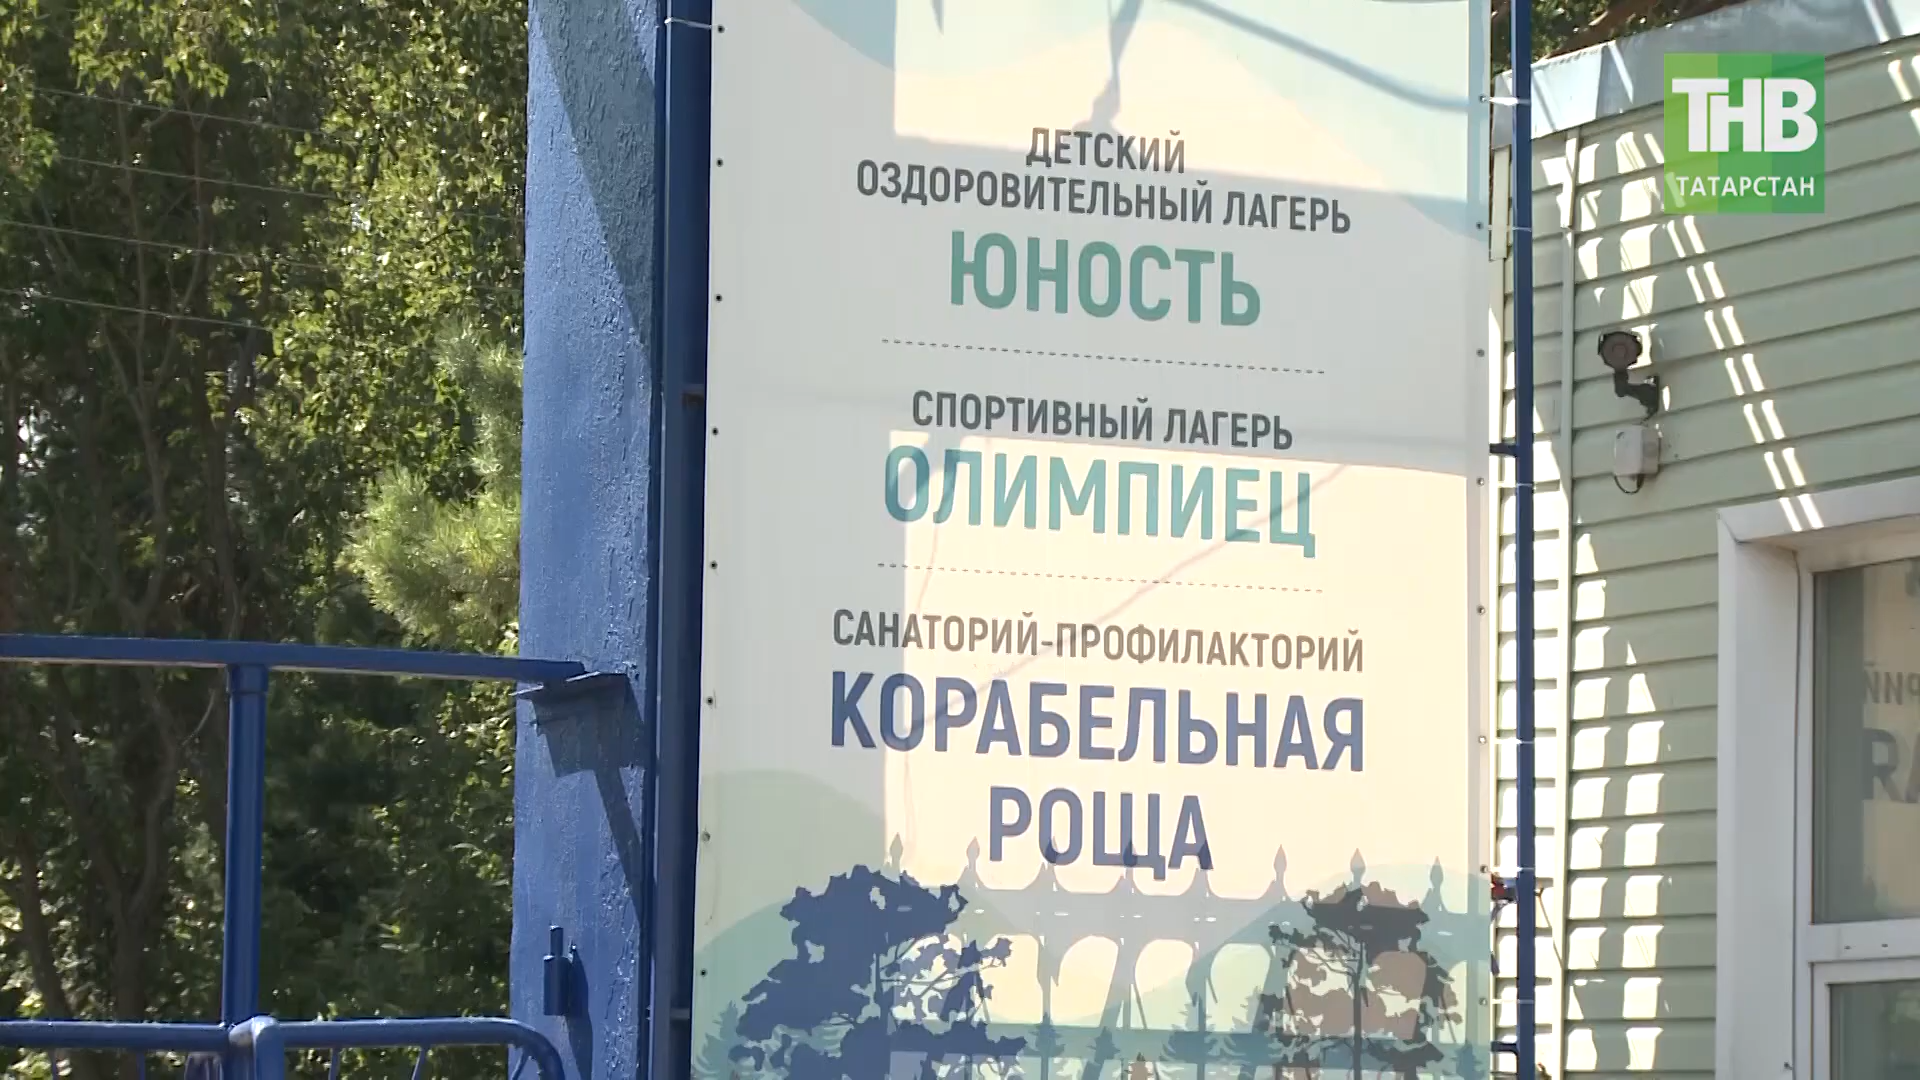 ДЕТСКИЙ
ОЗДОРОВИТЕЛЬНЫЙ ЛАГЕРЬ
ЮНОСТЬ
СПОРТИВНЫЙ ЛАГЕРЬ
ОЛИМПИЕЦ
САНАТОРИЙ-ПРОФИЛАКТОРИЙ
КОРАБЕЛЬНАЯ
РОЩА
ТНВ
ТАТАРСТАН